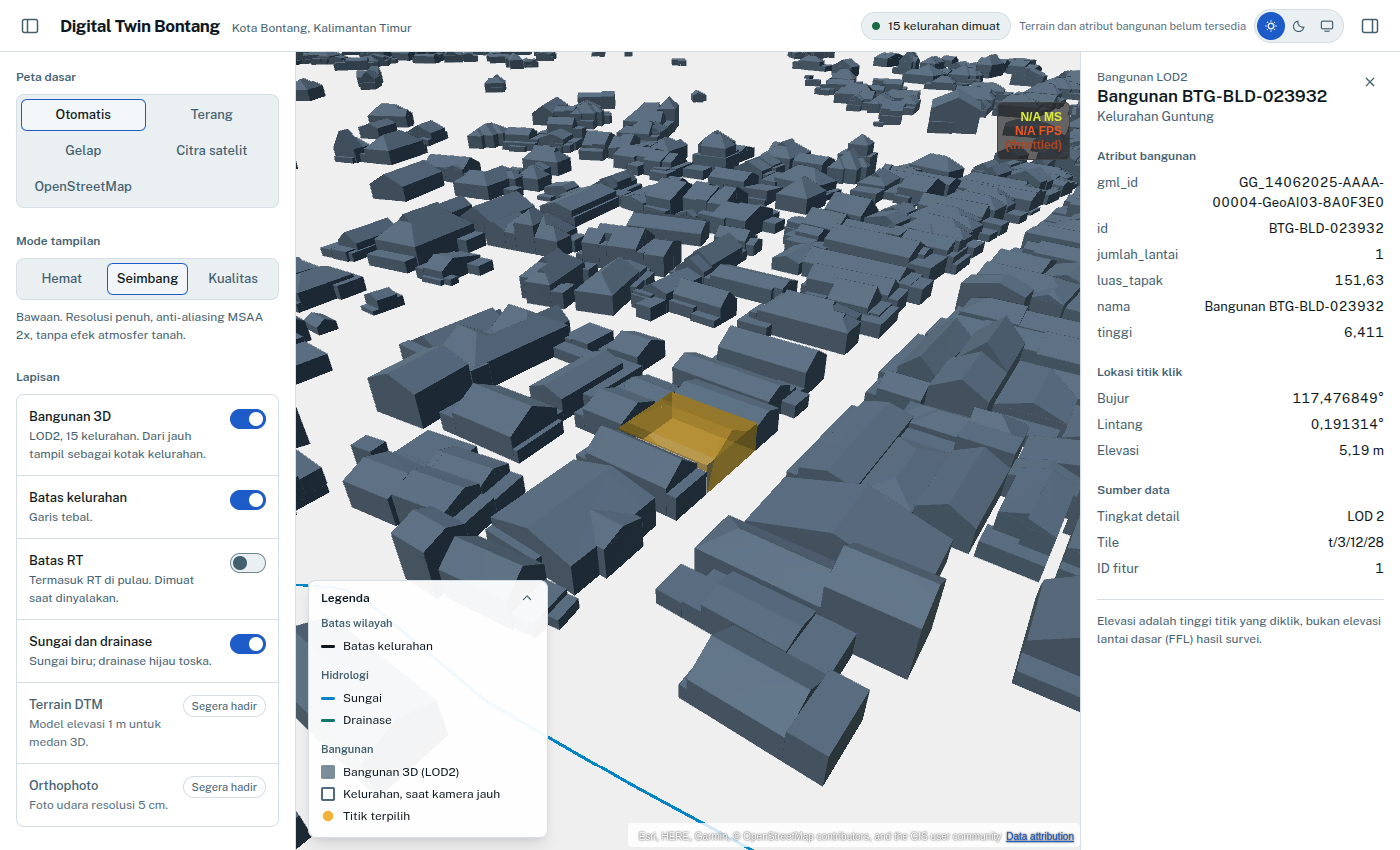 Digital Twin Bontang
Kota Bontang, Kalimantan Timur
15 kelurahan dimuat
Terrain dan atribut bangunan belum tersedia
Peta dasar
Otomatis
Terang
Gelap
Citra satelit
OpenStreetMap
Mode tampilan
Hemat
Seimbang
Kualitas
Bawaan. Resolusi penuh, anti-aliasing MSAA
2x, tanpa efek atmosfer tanah.
Lapisan
Bangunan 3D
LOD2, 15 kelurahan. Dari jauh
tampil sebagai kotak kelurahan.
Batas kelurahan
Garis tebal.
Batas RT
Termasuk RT di pulau. Dimuat
saat dinyalakan.
Sungai dan drainase
Sungai biru; drainase hijau toska.
Terrain DTM
Segera hadir
Model elevasi 1 m untuk
medan 3D.
Orthophoto
Segera hadir
Foto udara resolusi 5 cm.
N/A MS
N/A FPS
(throttled)
Legenda
Batas wilayah
Batas kelurahan
Hidrologi
Sungai
Drainase
Bangunan
Bangunan 3D (LOD2)
Kelurahan, saat kamera jauh
Titik terpilih
Esri, HERE, Garmin, © OpenStreetMap contributors, and the GIS user community Data attribution
Bangunan LOD2
Bangunan BTG-BLD-023932
Kelurahan Guntung
Atribut bangunan
gml_id GG_14062025-AAAA-
00004-GeoAI03-8A0F3E0
id BTG-BLD-023932
jumlah_lantai 1
luas_tapak 151,63
nama Bangunan BTG-BLD-023932
tinggi 6,411
Lokasi titik klik
Bujur 117,476849°
Lintang 0,191314°
Elevasi 5,19 m
Sumber data
Tingkat detail LOD 2
Tile t/3/12/28
ID fitur 1
Elevasi adalah tinggi titik yang diklik, bukan elevasi
lantai dasar (FFL) hasil survei.